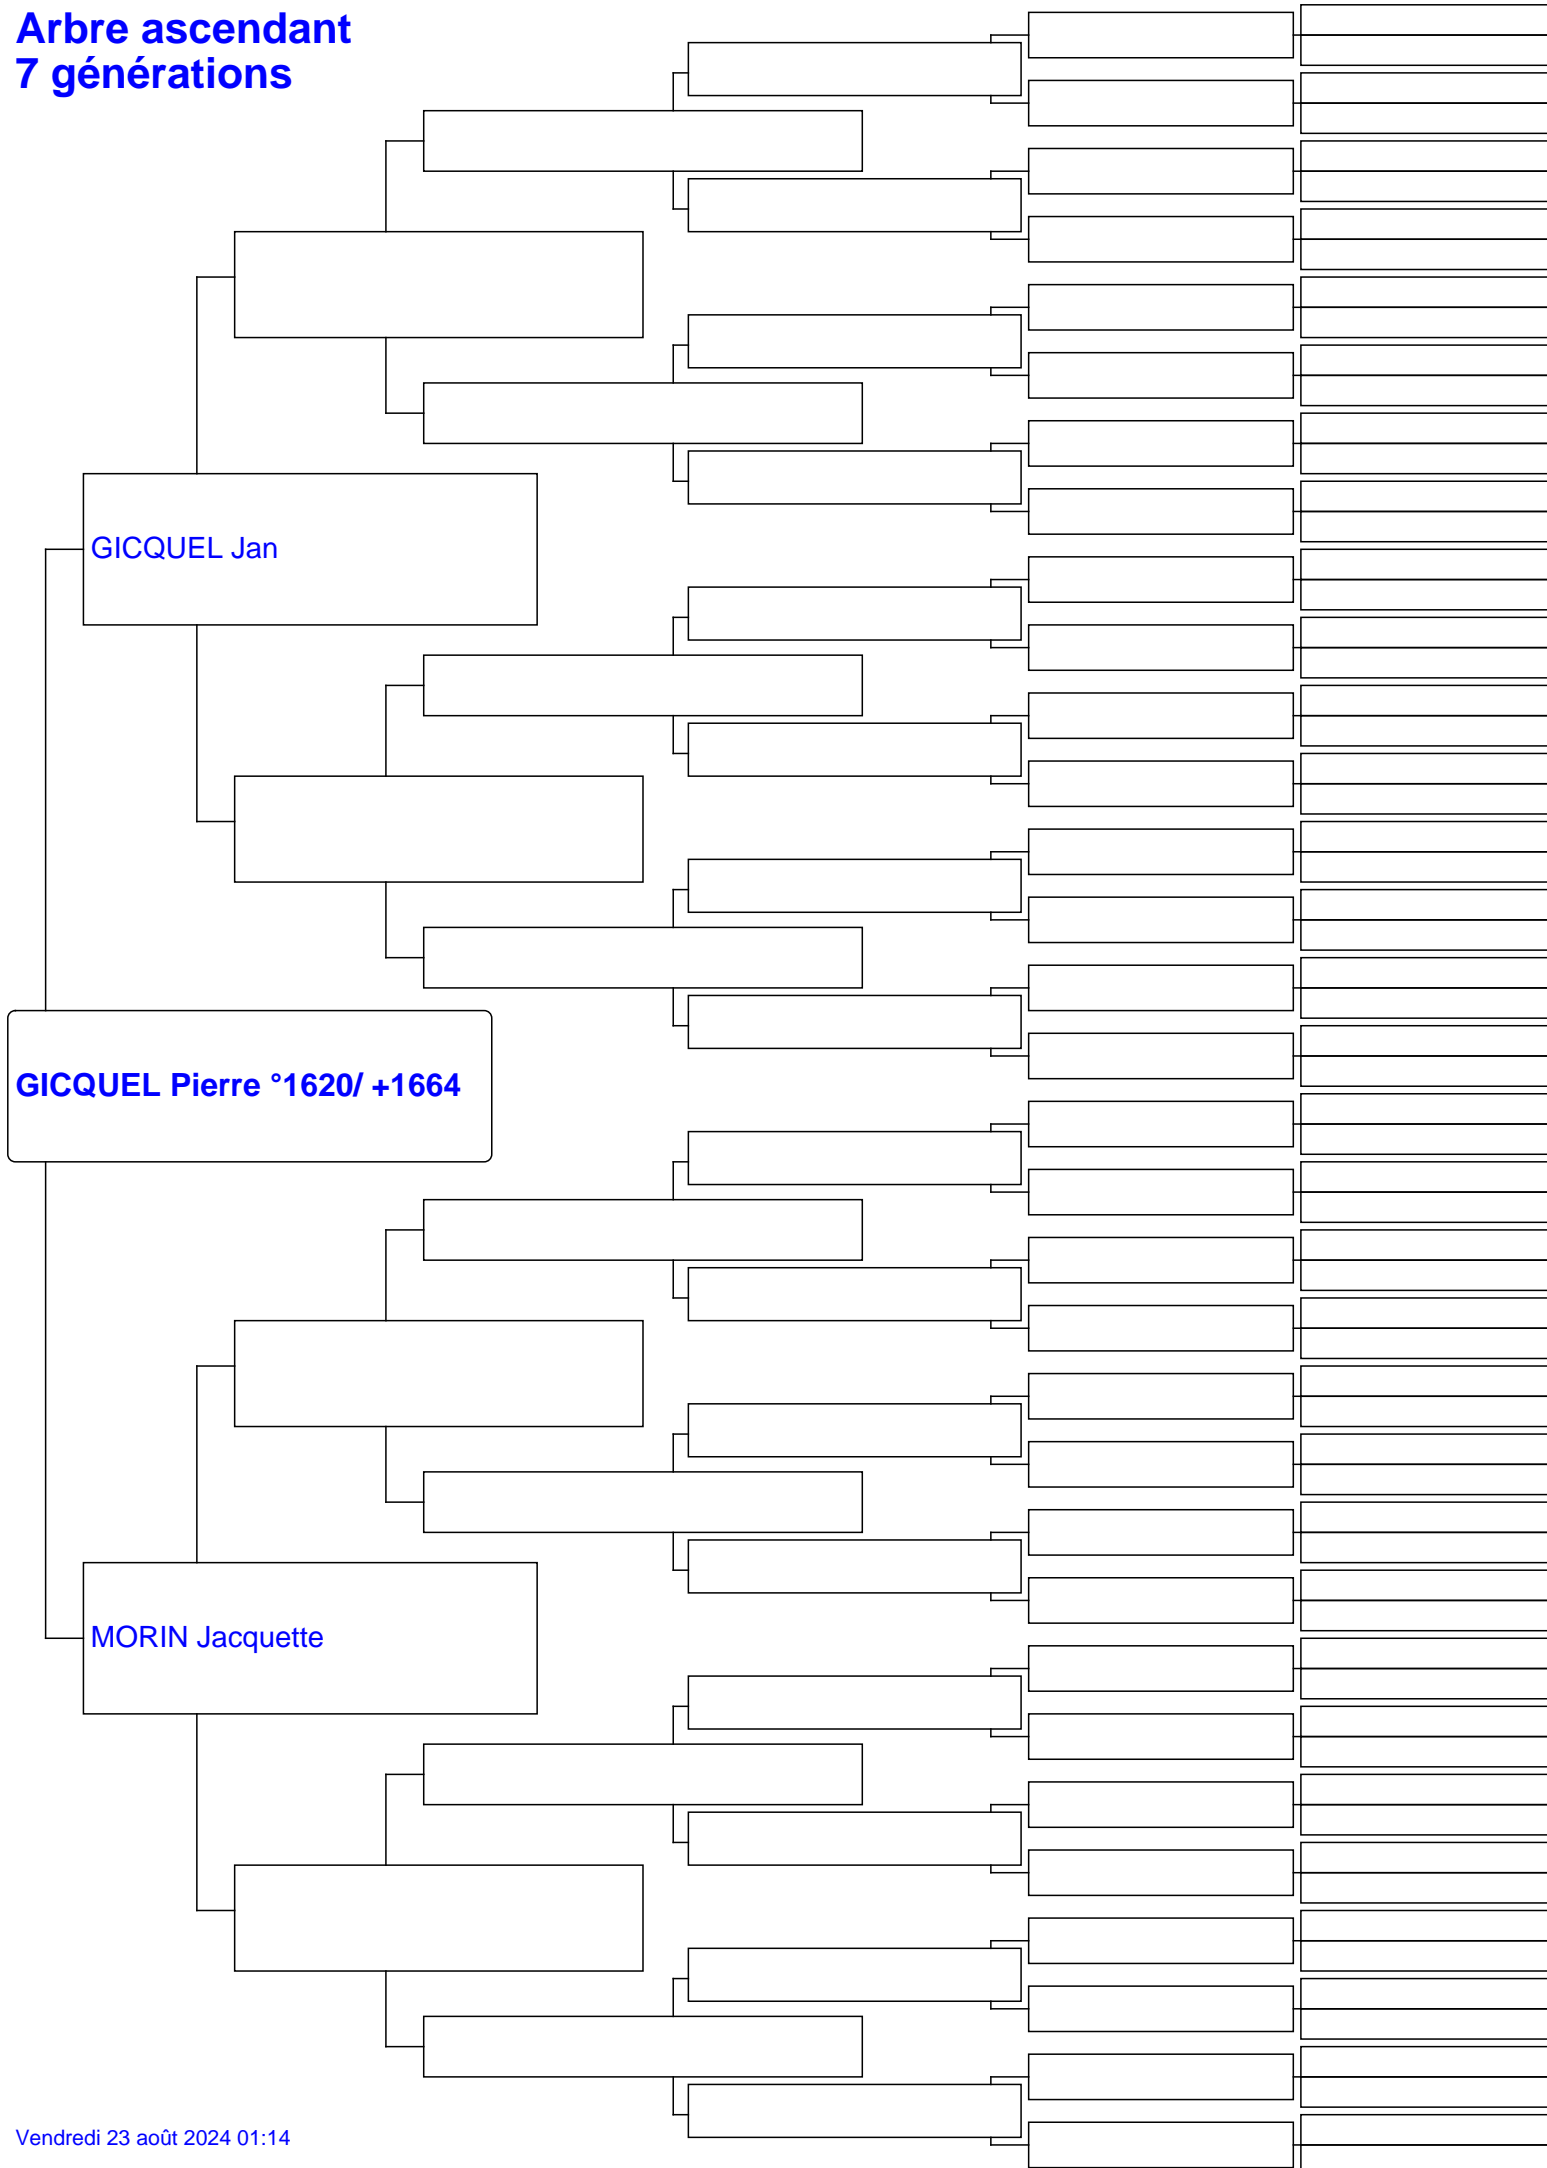 Arbre ascendant
7 générations
GICQUEL Jan
GICQUEL Pierre °1620/ +1664
MORIN Jacquette
Vendredi 23 août 2024 01:14